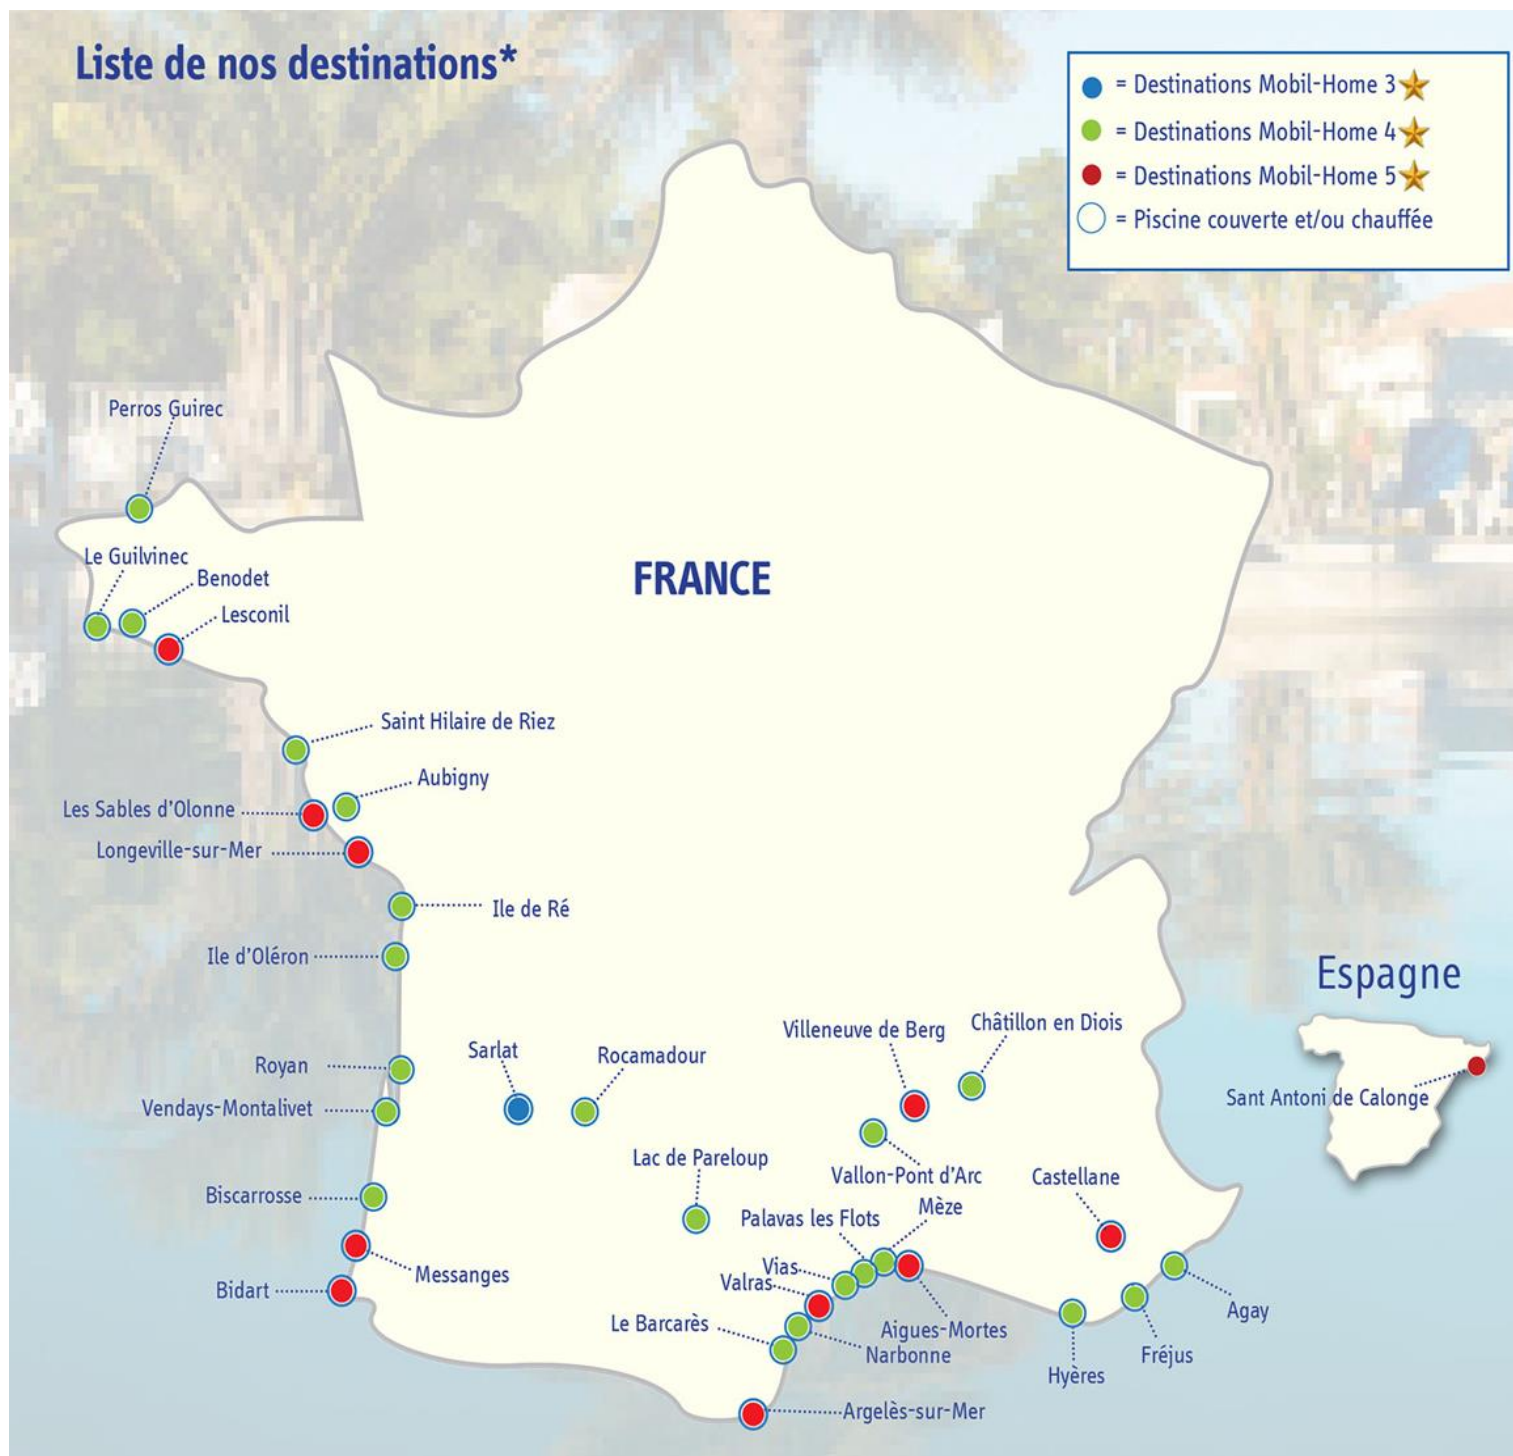 Liste de nos destinations*
= Destinations Mobil-Home 3
= Destinations Mobil-Home 4
= Destinations Mobil-Home 5
= Piscine couverte et/ou chauffée
Perros Guirec
Le Guilvinec
Benodet
Lesconil
FRANCE
Saint Hilaire de Riez
Aubigny
Les Sables d'Olonne
Longeville-sur-Mer
Ile de Ré
Ile d'Oléron
Royan
Vendays-Montalivet
Sarlat
Rocamadour
Villeneuve de Berg
Châtillon en Diois
Espagne
Sant Antoni de Calonge
Lac de Pareloup
Vallon-Pont d'Arc
Castellane
Mèze
Palavas les Flots
Biscarrosse
Vias
Valras
Messanges
Bidart
Le Barcarès
Aigues-Mortes
Narbonne
Agay
Fréjus
Hyères
Argelès-sur-Mer